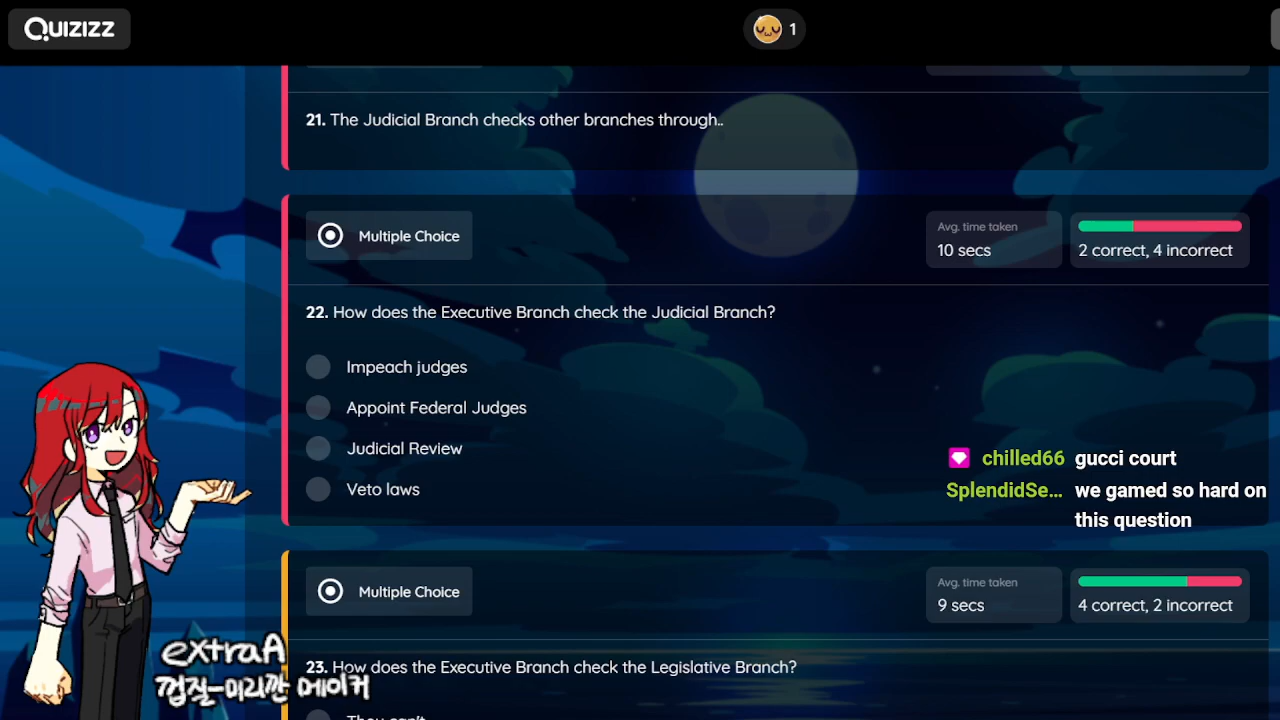 Quizizz
1
21. The Judicial Branch checks other branches through..
Multiple Choice
Avg. time taken
10 secs
2 correct, 4 incorrect
22. How does the Executive Branch check the Judicial Branch?
Impeach judges
Appoint Federal Judges
Judicial Review
Veto laws
chilled66 gucci court
SplendidSe... we gamed so hard on
this question
Multiple Choice
Avg. time taken
9 secs
4 correct, 2 incorrect
extraA
껍질-미리깐 메이커
23. How does the Executive Branch check the Legislative Branch?
They can't